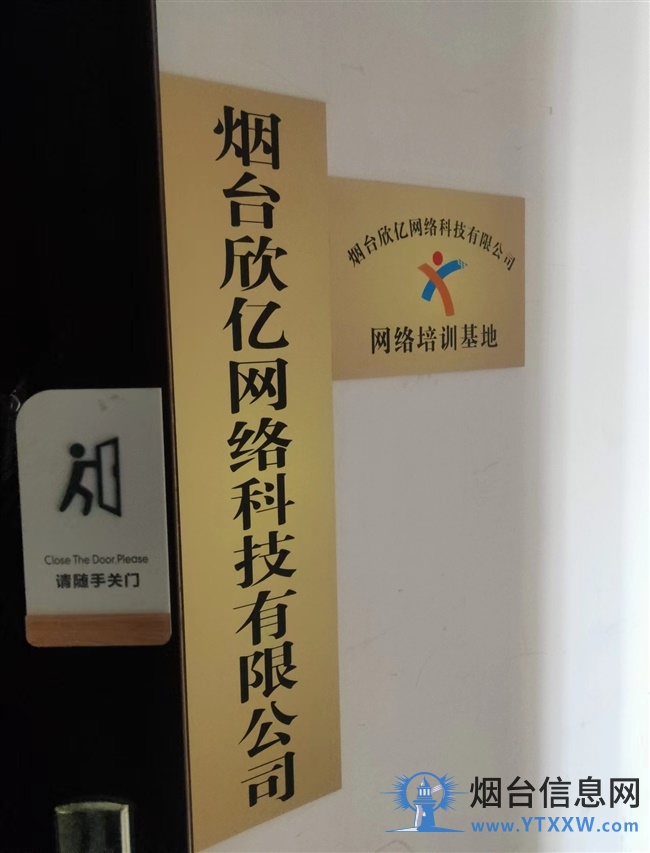 烟台欣亿网络科技有限公司
烟台欣亿网络科技有限公司
网络培训基地
Close The Door.Please
请随手关门
烟台信息网
www.YTXXW.com